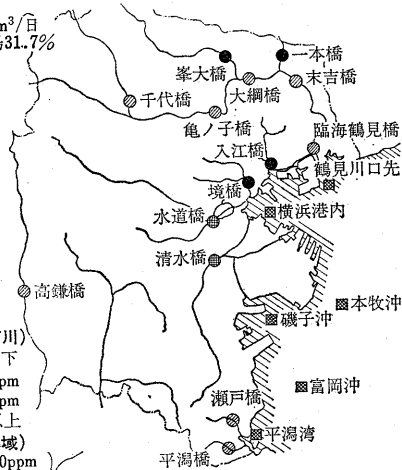 m³/日
31.7%
本橋
峯大橋
大綱橋
末吉橋
千代橋
亀ノ子橋
臨海鶴見橋
入江橋
鶴見川口先
境橋
横浜港内
水道橋
清水橋
高鎌橋
本牧沖
磯子沖
川)
下
富岡沖
pm
pm
瀬戸橋
上
域)
平潟湾
0ppm
平潟橋